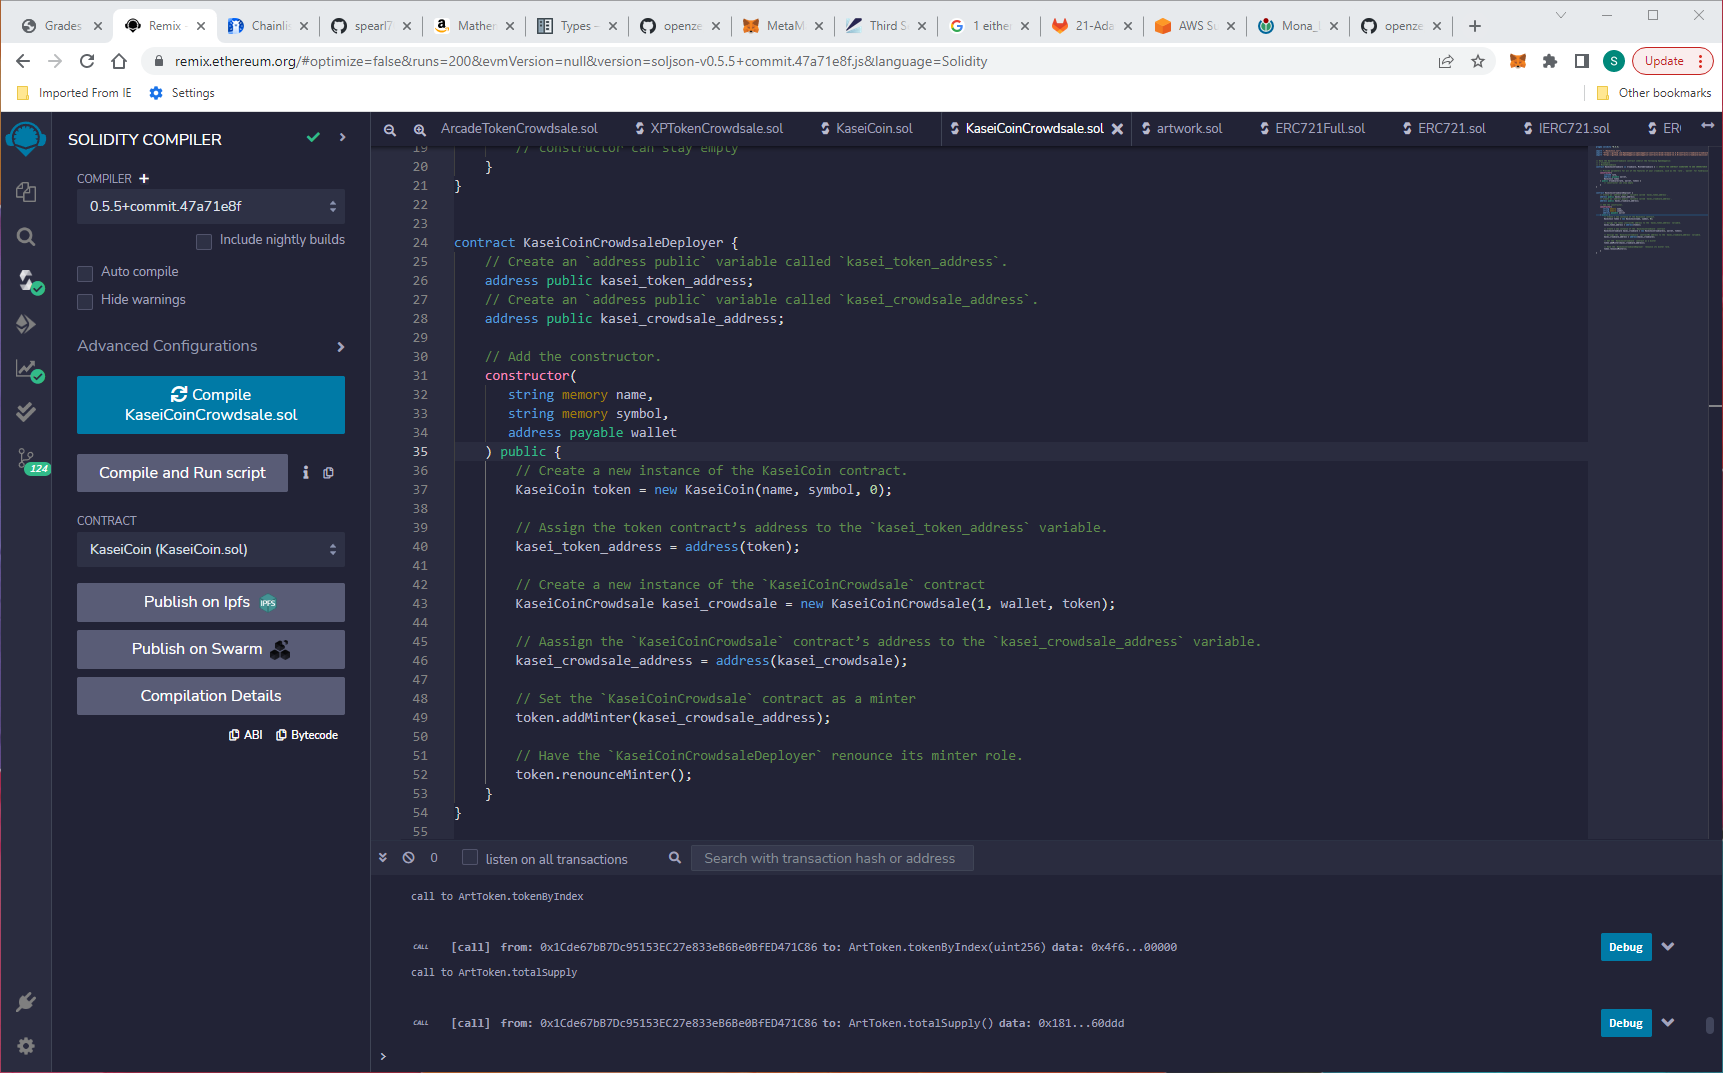 Grades
Remix -
Chainlis
spearl7
Mathem
Types —
openze
MetaM
Third S
1 eithe
21-Ada
AWS Su
Mona_
openze
remix.ethereum.org/#optimize=false&runs=200&evmVersion=null&version=soljson-v0.5.5+commit.47a71e8f.js&language=Solidity
S
Update
Imported From IE
Settings
Other bookmarks
SOLIDITY COMPILER
COMPILER
0.5.5+commit.47a71e8f
Include nightly builds
Auto compile
Hide warnings
Advanced Configurations
Compile
KaseiCoinCrowdsale.sol
124
Compile and Run script
CONTRACT
KaseiCoin (KaseiCoin.sol)
Publish on Ipfs IPFS
Publish on Swarm
Compilation Details
ABI Bytecode
ArcadeTokenCrowdsale.sol XPTokenCrowdsale.sol KaseiCoin.sol KaseiCoinCrowdsale.sol artwork.sol ERC721Full.sol ERC721.sol IERC721.sol ER
19 // constructor can stay empty
20 }
21 }
22
23
24 contract KaseiCoinCrowdsaleDeployer {
25 // Create an `address public` variable called `kasei_token_address`.
26 address public kasei_token_address;
27 // Create an `address public` variable called `kasei_crowdsale_address`.
28 address public kasei_crowdsale_address;
29
30 // Add the constructor.
31 constructor(
32 string memory name,
33 string memory symbol,
34 address payable wallet
35 ) public {
36 // Create a new instance of the KaseiCoin contract.
37 KaseiCoin token = new KaseiCoin(name, symbol, 0);
38
39 // Assign the token contract’s address to the `kasei_token_address` variable.
40 kasei_token_address = address(token);
41
42 // Create a new instance of the `KaseiCoinCrowdsale` contract
43 KaseiCoinCrowdsale kasei_crowdsale = new KaseiCoinCrowdsale(1, wallet, token);
44
45 // Aassign the `KaseiCoinCrowdsale` contract’s address to the `kasei_crowdsale_address` variable.
46 kasei_crowdsale_address = address(kasei_crowdsale);
47
48 // Set the `KaseiCoinCrowdsale` contract as a minter
49 token.addMinter(kasei_crowdsale_address);
50
51 // Have the `KaseiCoinCrowdsaleDeployer` renounce its minter role.
52 token.renounceMinter();
53 }
54 }
55
0 listen on all transactions Search with transaction hash or address
call to ArtToken.tokenByIndex
CALL [call] from: 0x1Cde67bB7Dc95153EC27e833eB6Be0BfED471C86 to: ArtToken.tokenByIndex(uint256) data: 0x4f6...00000 Debug
call to ArtToken.totalSupply
CALL [call] from: 0x1Cde67bB7Dc95153EC27e833eB6Be0BfED471C86 to: ArtToken.totalSupply() data: 0x181...60ddd Debug
>